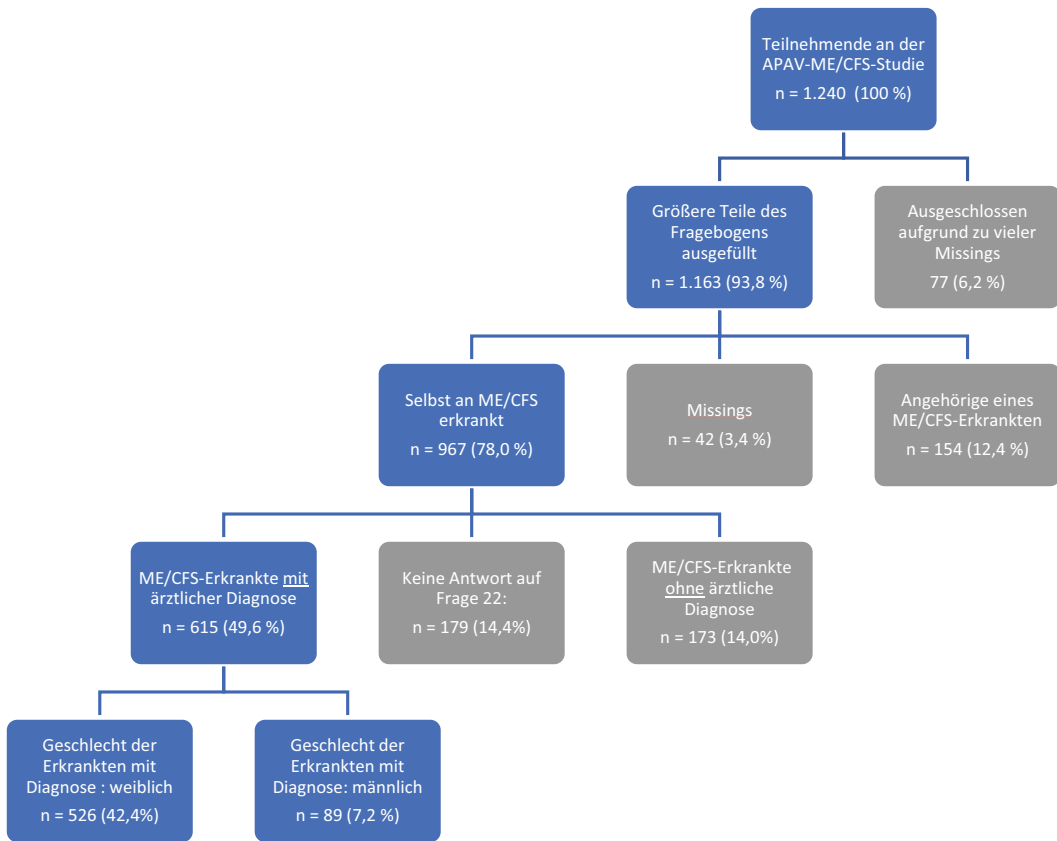 Teilnehmende an der
APAV-ME/CFS-Studie
n = 1.240 (100 %)
Größere Teile des
Fragebogens
ausgefüllt
n = 1.163 (93,8 %)
Ausgeschlossen
aufgrund zu vieler
Missings
77 (6,2 %)
Selbst an ME/CFS
erkrankt
n = 967 (78,0 %)
Missings
n = 42 (3,4 %)
Angehörige eines
ME/CFS-Erkrankten
n = 154 (12,4 %)
ME/CFS-Erkrankte mit
ärztlicher Diagnose
n = 615 (49,6 %)
Keine Antwort auf
Frage 22:
n = 179 (14,4%)
ME/CFS-Erkrankte
ohne ärztliche
Diagnose
n = 173 (14,0%)
Geschlecht der
Erkrankten mit
Diagnose : weiblich
n = 526 (42,4%)
Geschlecht der
Erkrankten mit
Diagnose: männlich
n = 89 (7,2 %)